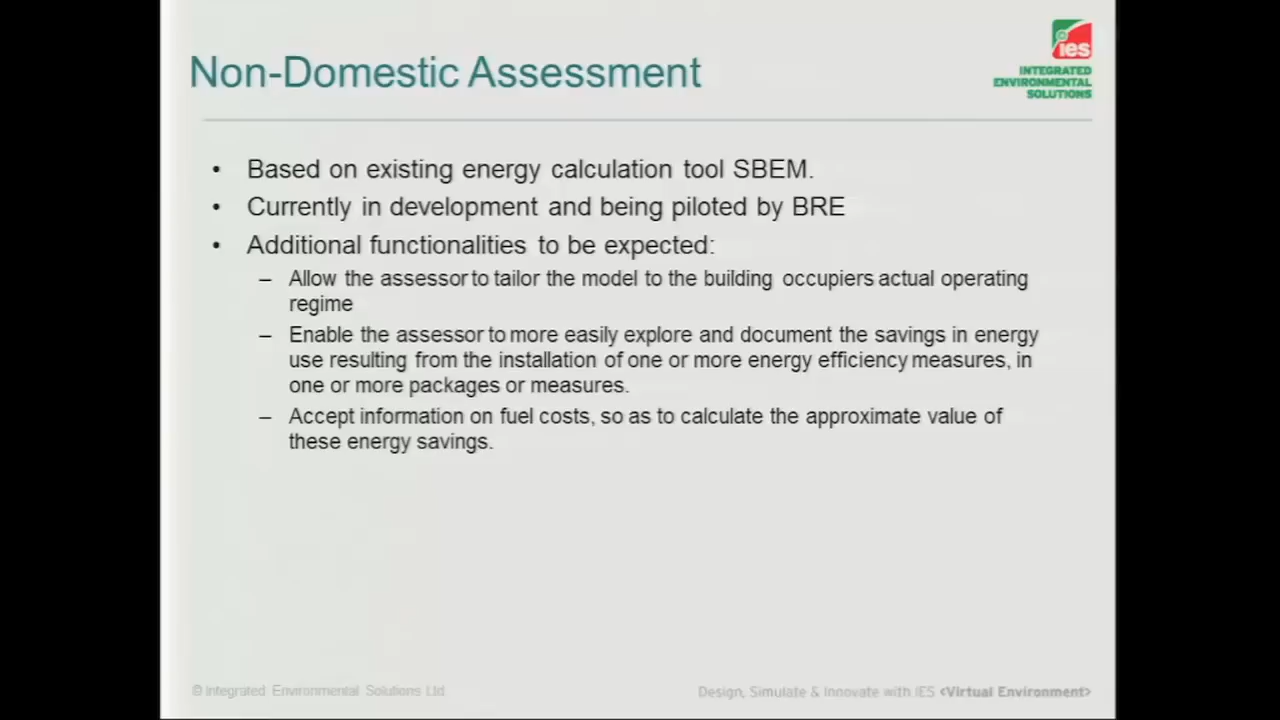 Non-Domestic Assessment
ies
INTEGRATED
ENVIRONMENTAL
SOLUTIONS
• Based on existing energy calculation tool SBEM.
• Currently in development and being piloted by BRE
• Additional functionalities to be expected:
– Allow the assessor to tailor the model to the building occupiers actual operating
regime
– Enable the assessor to more easily explore and document the savings in energy
use resulting from the installation of one or more energy efficiency measures, in
one or more packages or measures.
– Accept information on fuel costs, so as to calculate the approximate value of
these energy savings.
© Integrated Environmental Solutions Ltd
Design, Simulate & Innovate with IES <Virtual Environment>